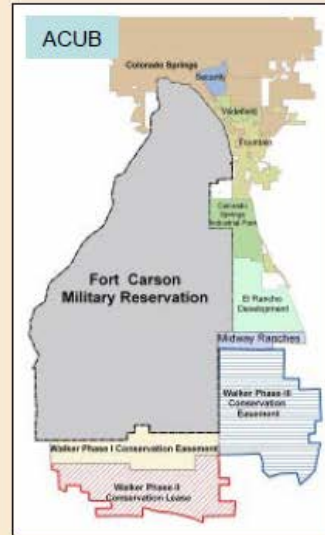 ACUB
Colorado Springs
Security
Widefield
Fountain
Colorado
Springs
Industrial Park
Fort Carson
Military Reservation
El Rancho
Development
Midway Ranches
Walker Phase III
Conservation
Easement
Walker Phase I Conservation Easement
Walker Phase II
Conservation Lease